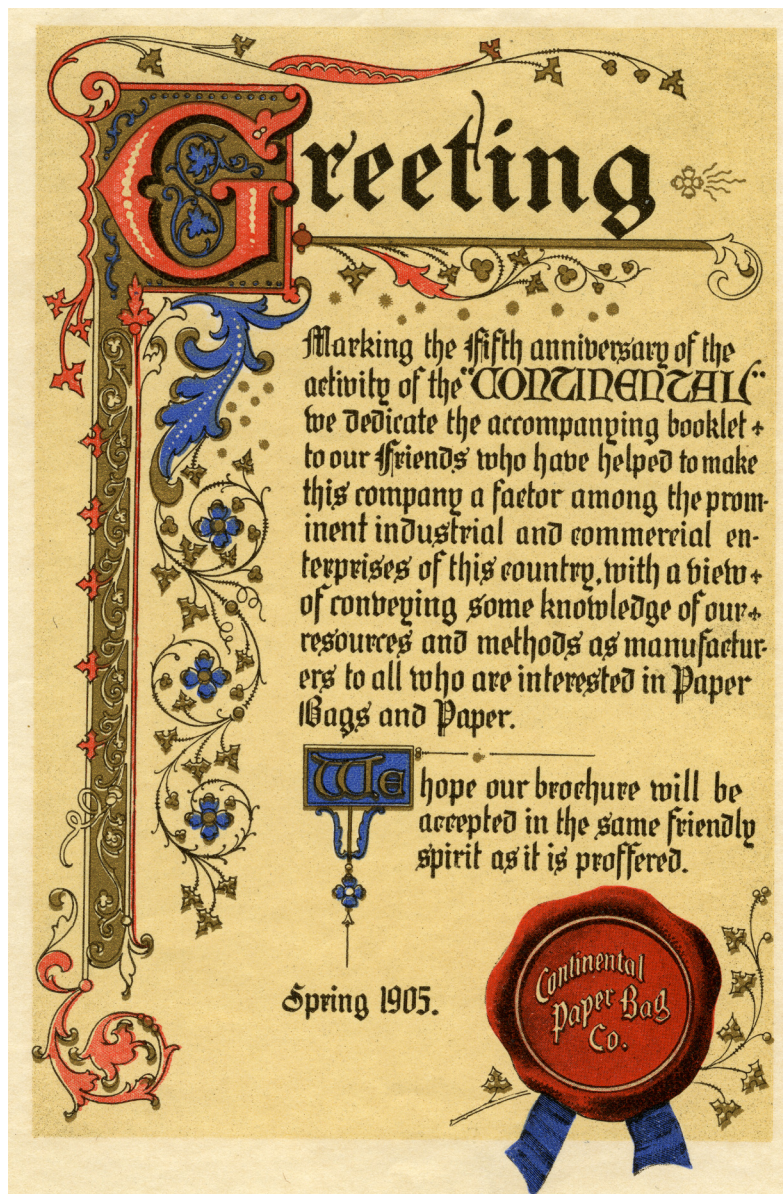 Greeting
Marking the Fifth anniversary of the
activity of the "CONTINENTAL"
we dedicate the accompanying booklet
to our Friends who have helped to make
this company a factor among the prom-
inent industrial and commercial en-
terprises of this country, with a view
of conveying some knowledge of our
resources and methods as manufactur-
ers to all who are interested in Paper
Bags and Paper.
We hope our brochure will be
accepted in the same friendly
spirit as it is proffered.
Spring 1905.
Continental
Paper Bag
Co.